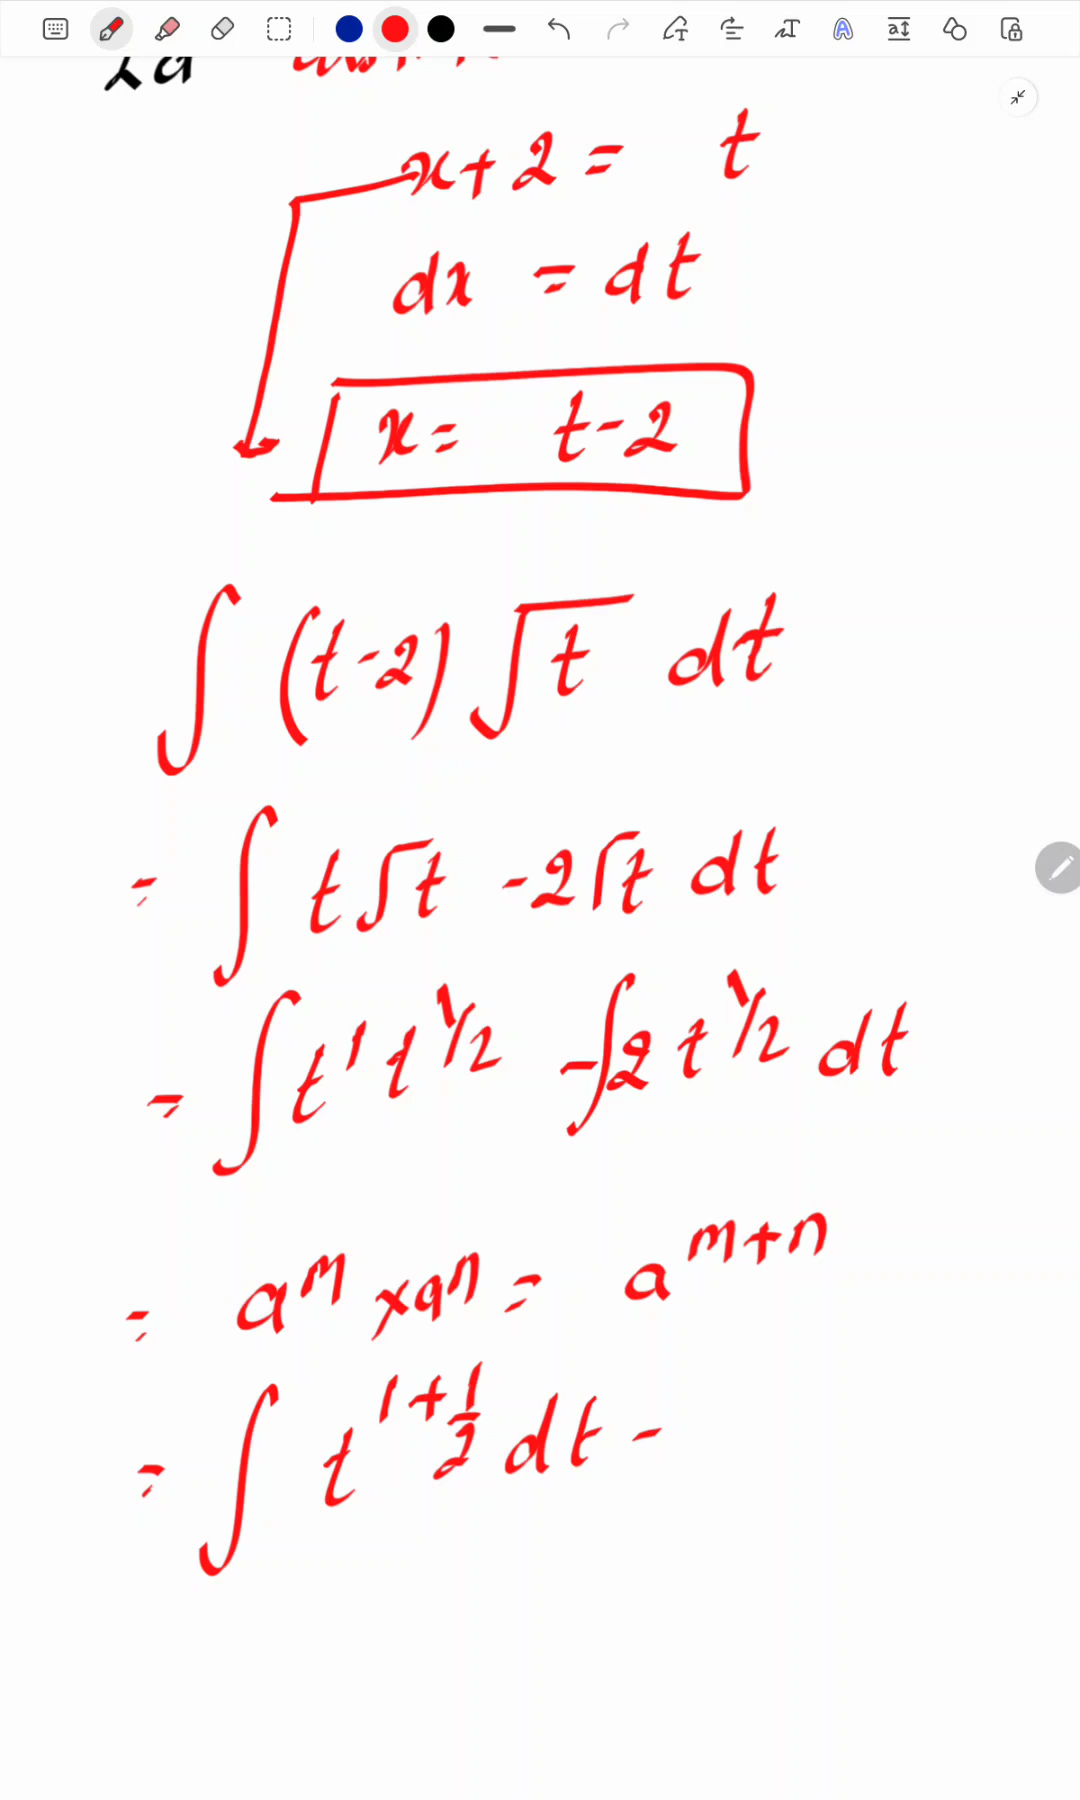 x+2 = t
dx = dt
x = t-2
∫ (t-2) √t dt
= ∫ t√t -2√t dt
= ∫ t¹ t^1/2 -∫2 t^1/2 dt
= a^m × a^n = a^m+n
= ∫ t^1+1/2 dt -